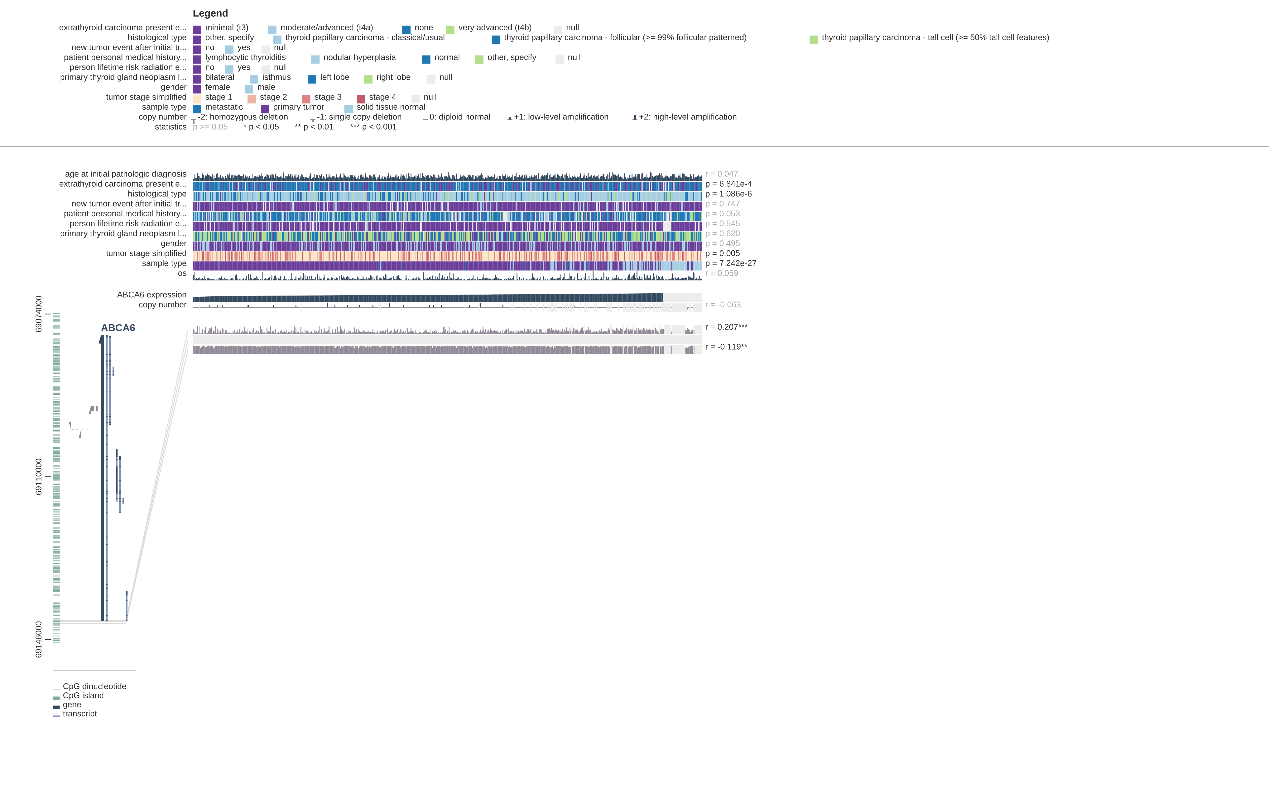 Legend
extrathyroid carcinoma present e... minimal (t3) moderate/advanced (t4a) none very advanced (t4b) null
histological type other, specify thyroid papillary carcinoma - classical/usual thyroid papillary carcinoma - follicular (>= 99% follicular patterned) thyroid papillary carcinoma - tall cell (>= 50% tall cell features)
new tumor event after initial tr... no yes null
patient personal medical history... lymphocytic thyroiditis nodular hyperplasia normal other, specify null
person lifetime risk radiation e... no yes null
primary thyroid gland neoplasm l... bilateral isthmus left lobe right lobe null
gender female male
tumor stage simplified stage 1 stage 2 stage 3 stage 4 null
sample type metastatic primary tumor solid tissue normal
copy number -2: homozygous deletion -1: single copy deletion 0: diploid normal +1: low-level amplification +2: high-level amplification
statistics p >= 0.05 * p < 0.05 ** p < 0.01 *** p < 0.001
age at initial pathologic diagnosis r = 0.047
extrathyroid carcinoma present e... p = 6.841e-4
histological type p = 1.086e-6
new tumor event after initial tr... p = 0.747
patient personal medical history... p = 0.053
person lifetime risk radiation e... p = 0.545
primary thyroid gland neoplasm l... p = 0.620
gender p = 0.495
tumor stage simplified p = 0.005
sample type p = 7.242e-27
os r = 0.059
ABCA6 expression
copy number r = -0.063
ABCA6
r = 0.207***
r = -0.119**
69074000
69110000
69146000
CpG dinucleotide
CpG island
gene
transcript